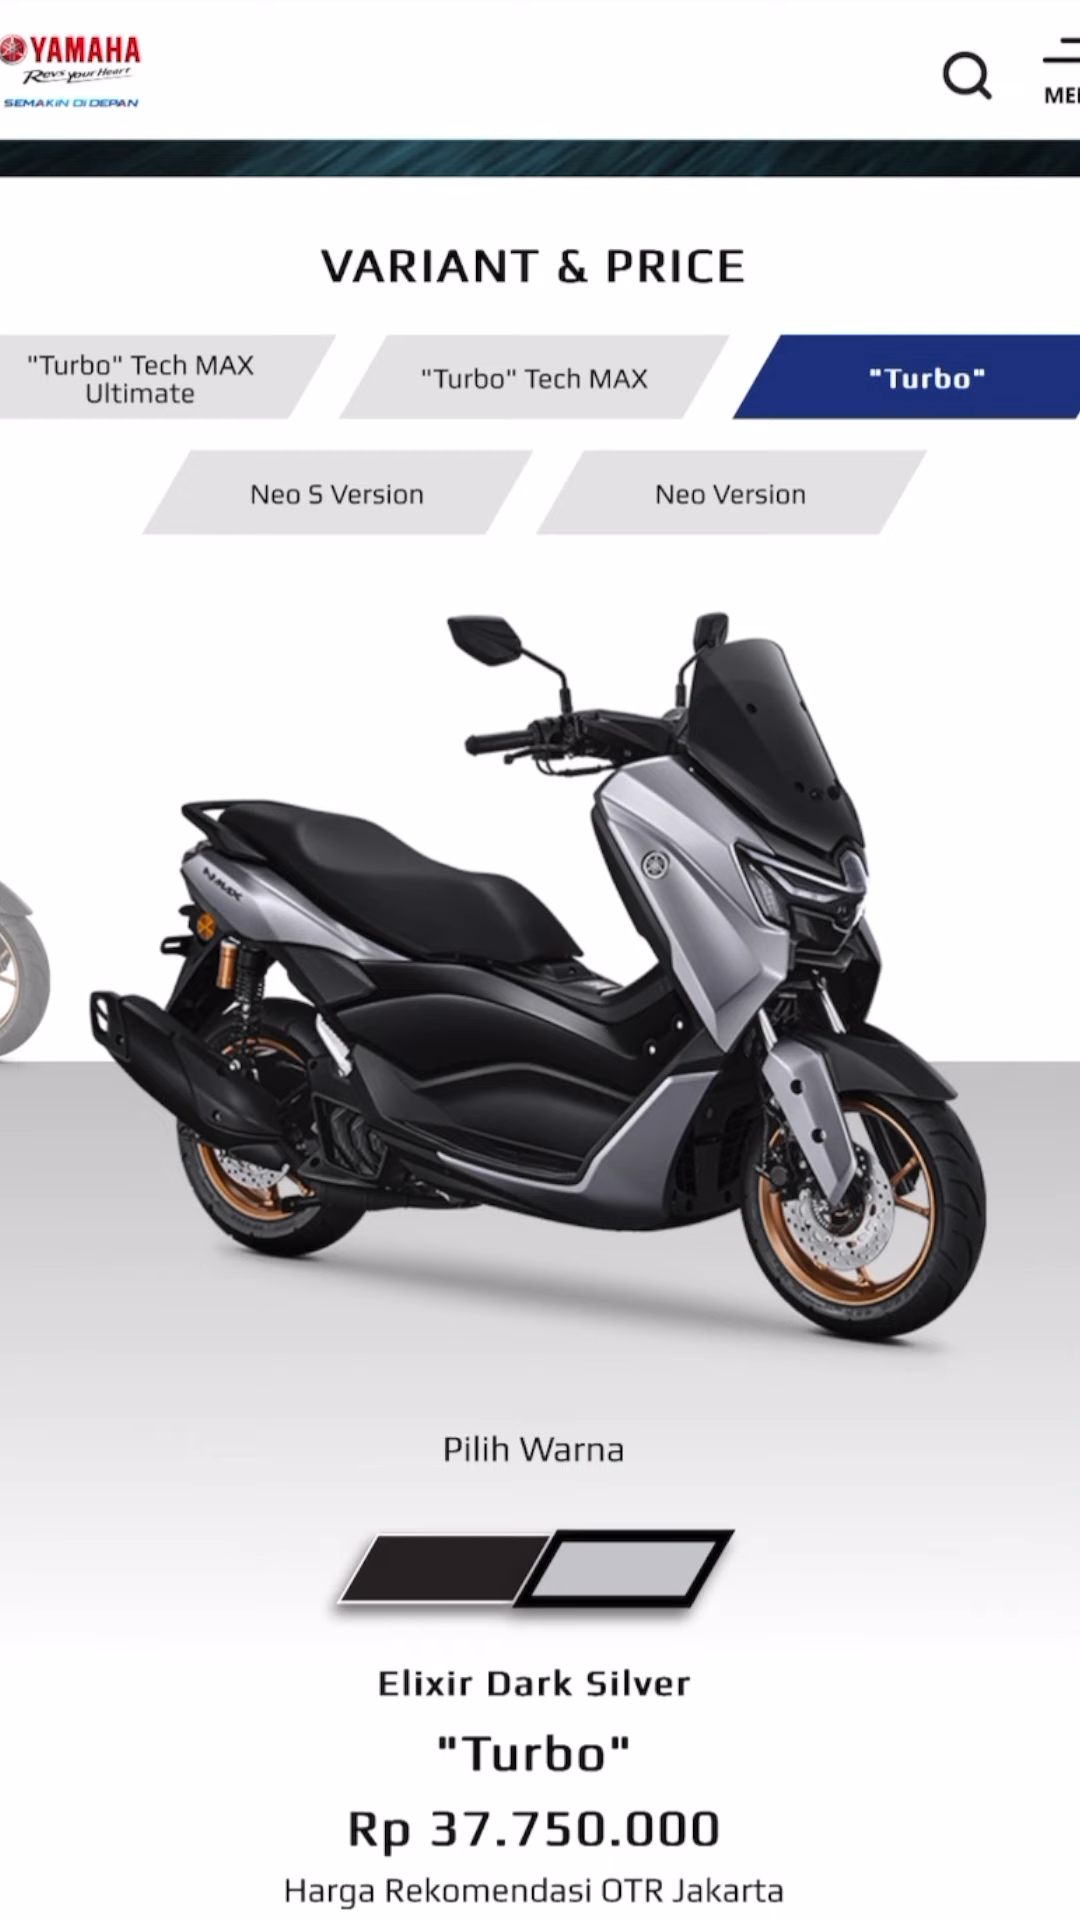 YAMAHA
Revs Your Heart
SEMAKIN DI DEPAN
VARIANT & PRICE
"Turbo" Tech MAX
Ultimate
"Turbo" Tech MAX
"Turbo"
Neo S Version
Neo Version
NMAX
Pilih Warna
Elixir Dark Silver
"Turbo"
Rp 37.750.000
Harga Rekomendasi OTR Jakarta